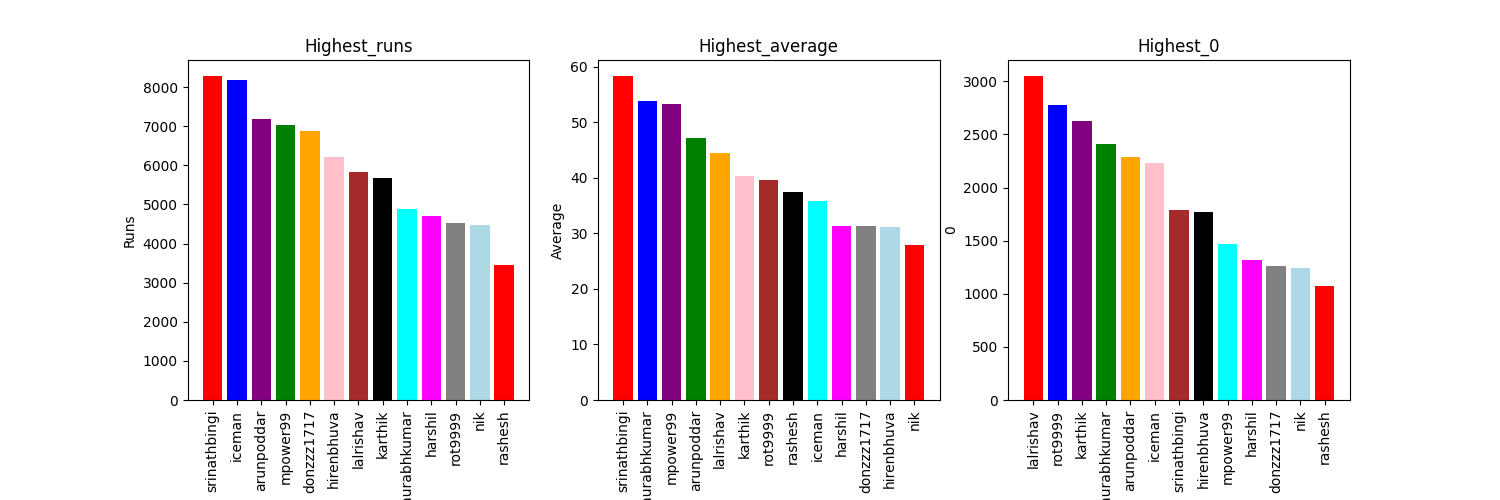 Highest_runs
Runs
8000
7000
6000
5000
4000
3000
2000
1000
0
srinathbingi
iceman
arunpoddar
mpower99
donzzz1717
hirenbhuva
lalrishav
karthik
urabhkumar
harshil
rot9999
nik
rashesh
Highest_average
Average
60
50
40
30
20
10
0
srinathbingi
urabhkumar
mpower99
arunpoddar
lalrishav
karthik
rot9999
rashesh
iceman
harshil
donzzz1717
hirenbhuva
nik
Highest_0
0
3000
2500
2000
1500
1000
500
0
lalrishav
rot9999
karthik
urabhkumar
arunpoddar
iceman
srinathbingi
hirenbhuva
mpower99
harshil
donzzz1717
nik
rashesh